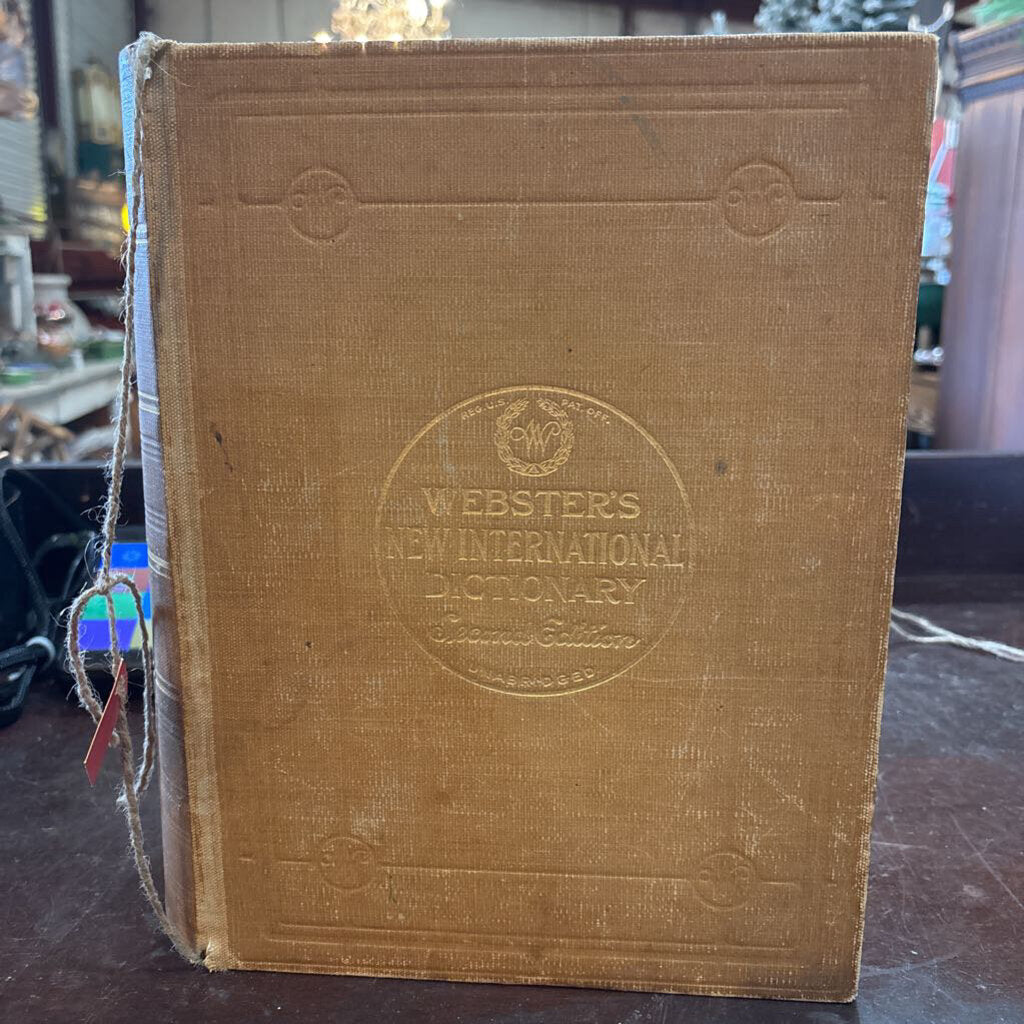 REG. U.S. PAT. OFF.
W
WEBSTER'S
NEW INTERNATIONAL
DICTIONARY
Second Edition
UNABRIDGED